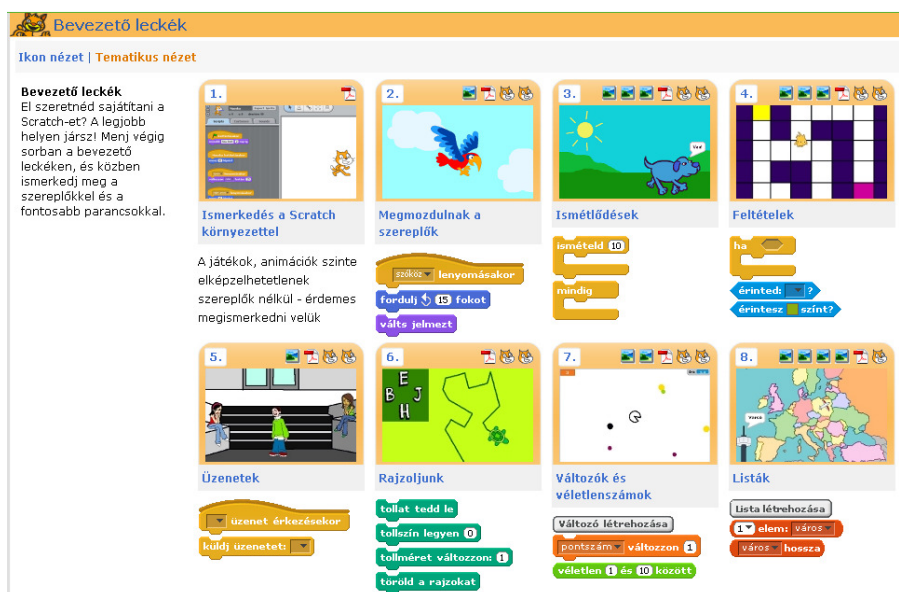 Bevezető leckék
Ikon nézet | Tematikus nézet
Bevezető leckék
El szeretnéd sajátítani a
Scratch-et? A legjobb
helyen jársz! Menj végig
sorban a bevezető
leckéken, és közben
ismerkedj meg a
szereplőkkel és a
fontosabb parancsokkal.
1.
Ismerkedés a Scratch
környezettel
A játékok, animációk szinte
elképzelhetetlenek
szereplők nélkül - érdemes
megismerkedni velük
2.
Megmozdulnak a
szereplők
szóköz lenyomásakor
fordulj 15 fokot
válts jelmezt
3.
Vau!
Ismétlődések
ismételd 10
mindig
4.
Feltételek
ha
érinted: ?
érintesz színt?
5.
Üzenetek
üzenet érkezésekor
küldj üzenetet:
6.
E
B J
H
Rajzoljunk
tollat tedd le
tollszín legyen 0
tollméret változzon: 1
töröld a rajzokat
7.
Változók és
véletlenszámok
Változó létrehozása
pontszám változzon 1
véletlen 1 és 10 között
8.
Listák
Lista létrehozása
1 elem: város
város hossza